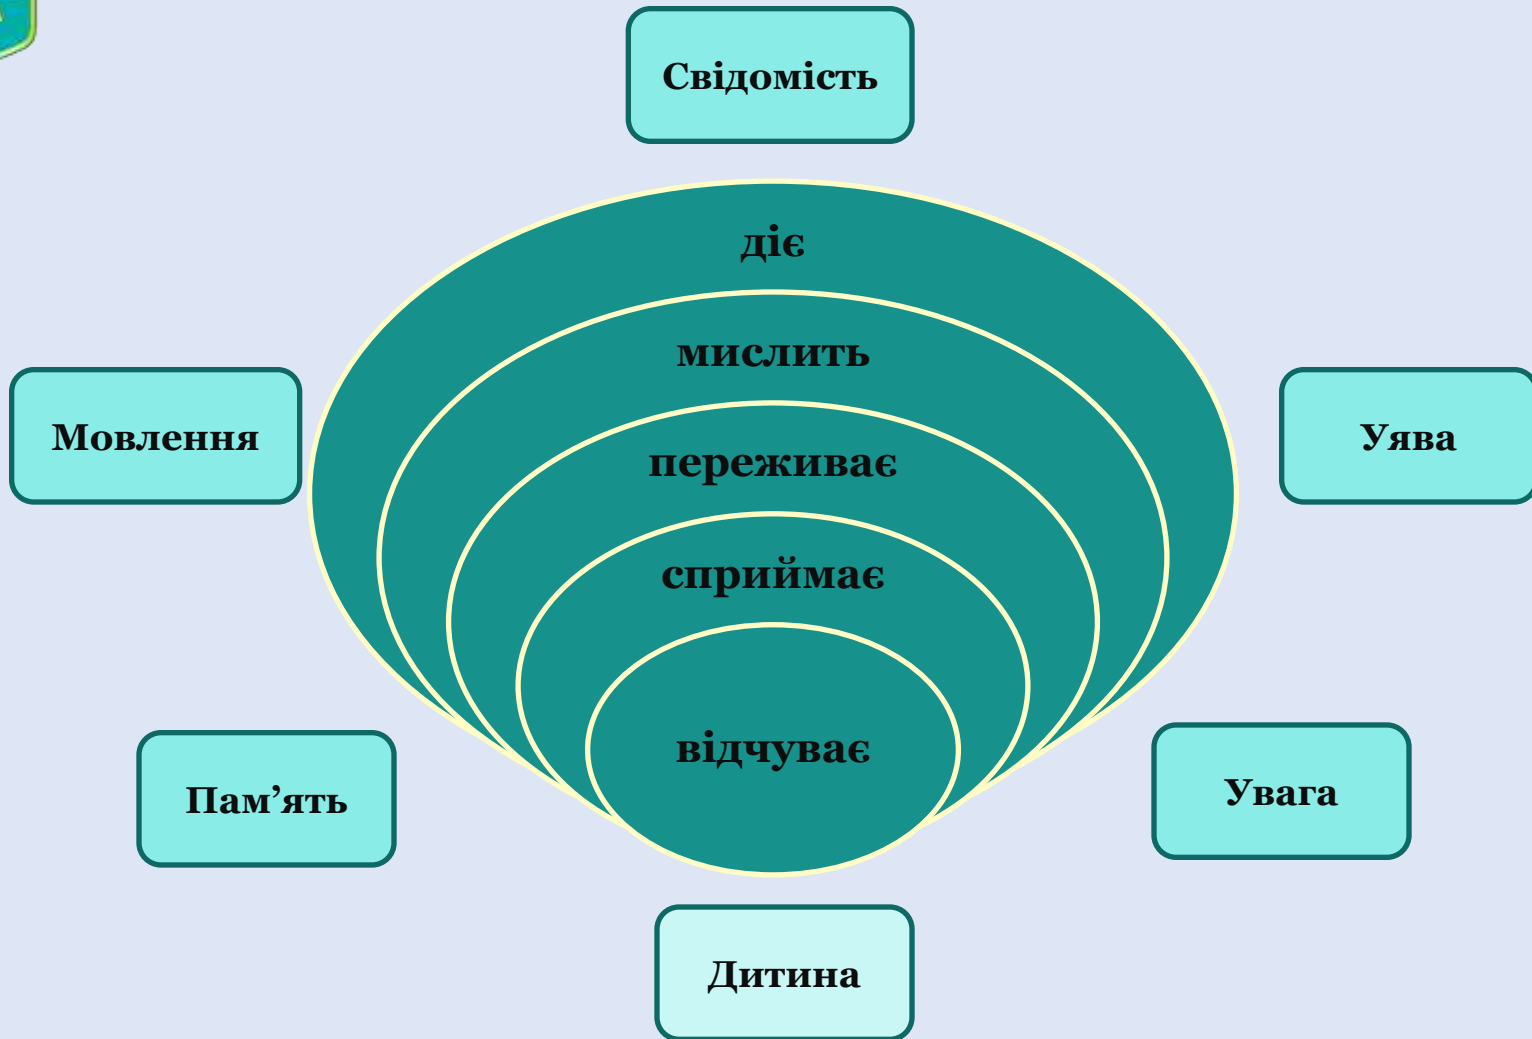 Свідомість
діє
мислить
Мовлення
Уява
переживає
сприймає
відчуває
Пам’ять
Увага
Дитина